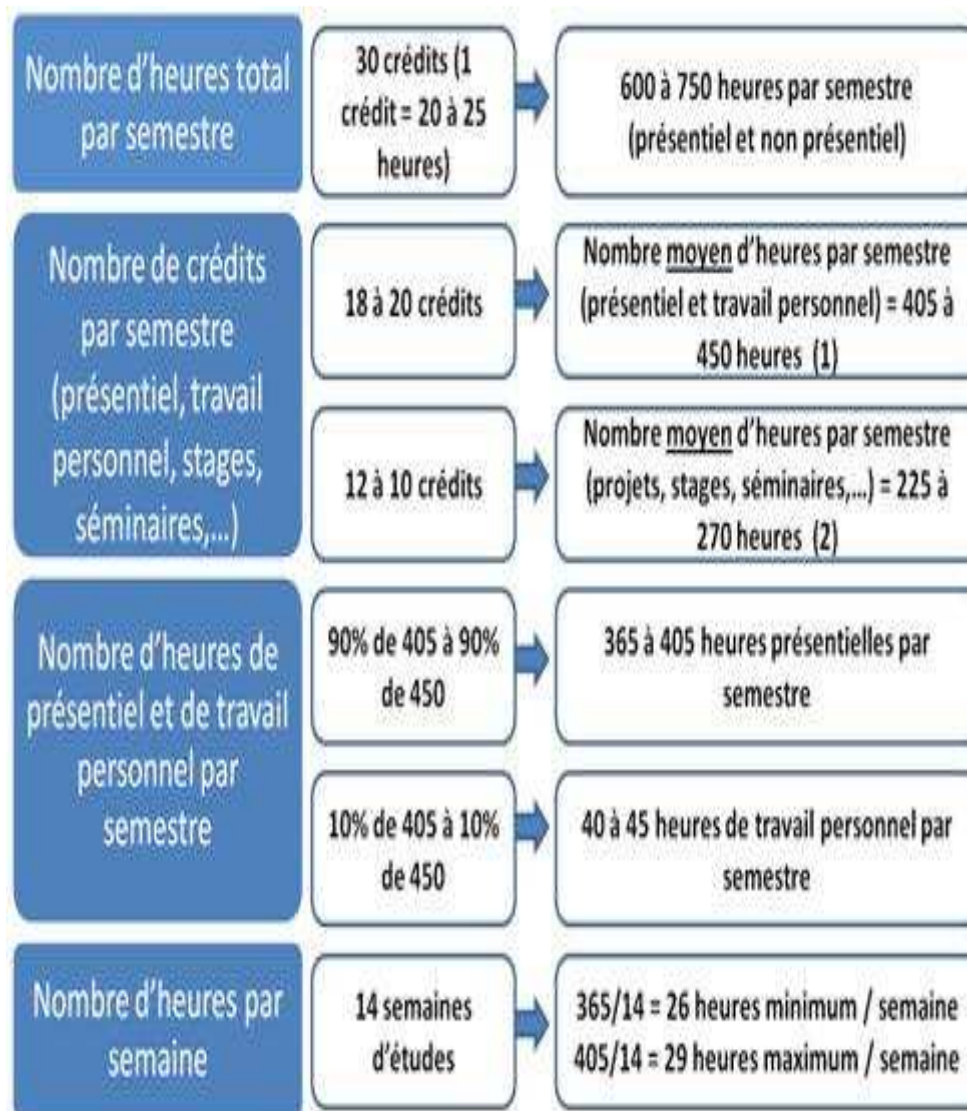 Nombre d'heures total
par semestre
30 crédits (1
crédit = 20 à 25
heures)
600 à 750 heures par semestre
(présentiel et non présentiel)
Nombre de crédits
par semestre
(présentiel, travail
personnel, stages,
séminaires,...)
18 à 20 crédits
Nombre moyen d'heures par semestre
(présentiel et travail personnel) = 405 à
450 heures (1)
12 à 10 crédits
Nombre moyen d'heures par semestre
(projets, stages, séminaires,...) = 225 à
270 heures (2)
Nombre d'heures de
présentiel et de travail
personnel par
semestre
90% de 405 à 90%
de 450
365 à 405 heures présentielles par
semestre
10% de 405 à 10%
de 450
40 à 45 heures de travail personnel par
semestre
Nombre d'heures par
semaine
14 semaines
d'études
365/14 = 26 heures minimum / semaine
405/14 = 29 heures maximum / semaine